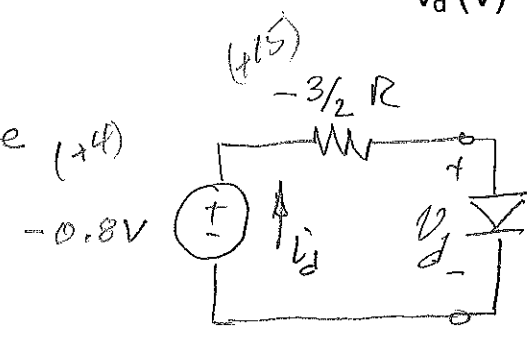 Vd (V)
(+15)
- 3/2 R
e (+4)
+
-0.8V
+
-
id
vd
-